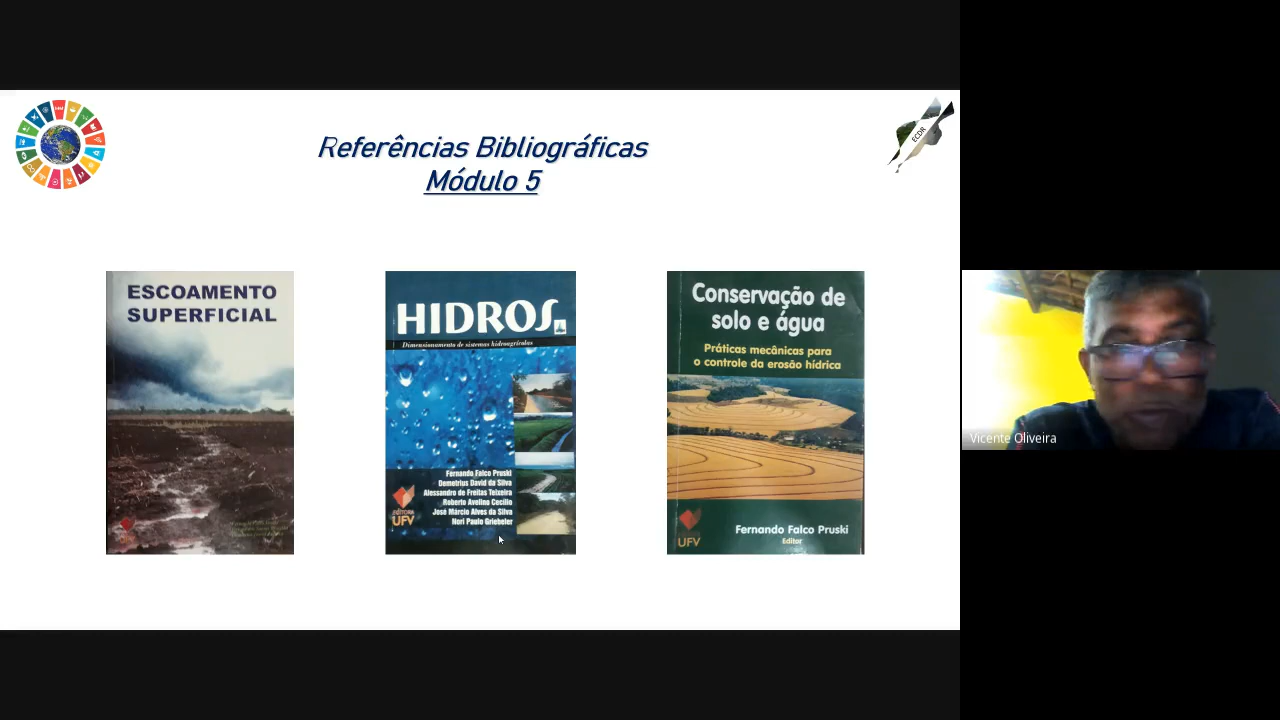 Referências Bibliográficas
Módulo 5
ECDR
ESCOAMENTO
SUPERFICIAL
HIDROS
Dimensionamento de sistemas hidroagrícolas
Fernando Falco Pruski
Demetrius David da Silva
Alessandro de Freitas Teixeira
Roberto Avelino Cecílio
José Márcio Alves da Silva
Nori Paulo Griebeler
EDITORA
UFV
Conservação de
solo e água
Práticas mecânicas para
o controle da erosão hídrica
Fernando Falco Pruski
Editor
UFV
Vicente Oliveira